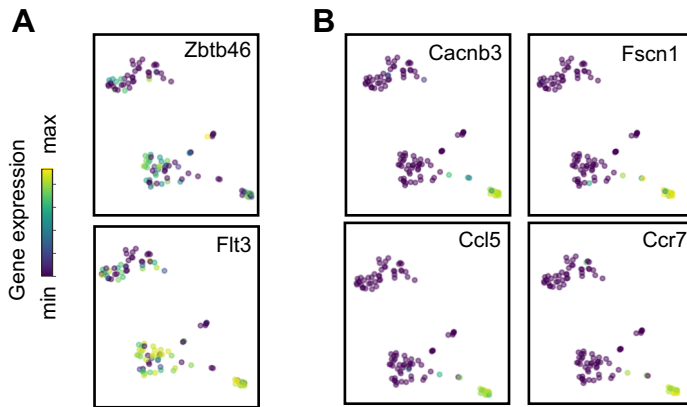 A
B
Zbtb46
Cacnb3
Fscn1
Gene expression
min
max
Flt3
Ccl5
Ccr7